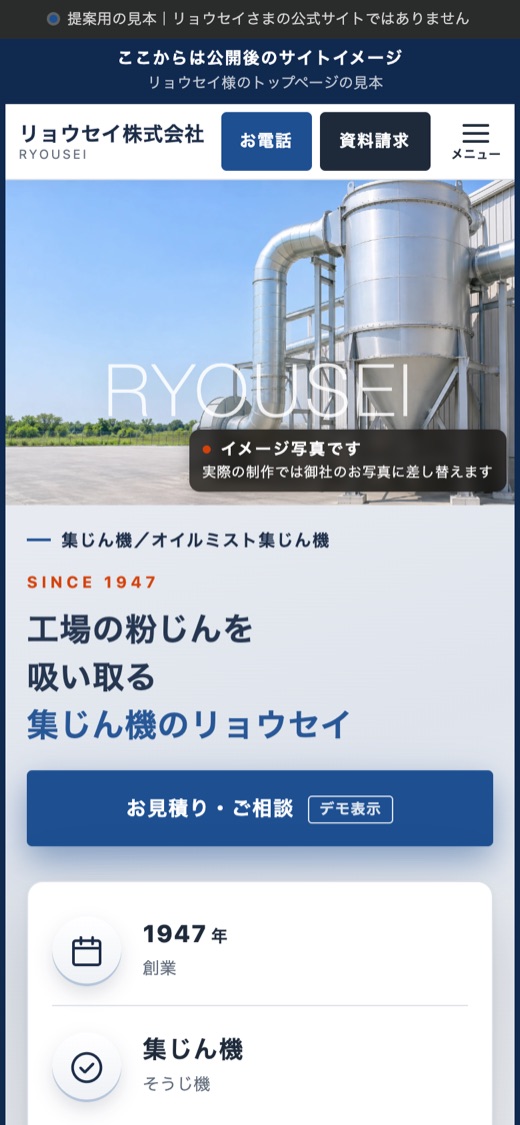 提案用の見本｜リョウセイさまの公式サイトではありません
ここからは公開後のサイトイメージ
リョウセイ様のトップページの見本
リョウセイ株式会社
RYOUSEI
お電話
資料請求
メニュー
RYOUSEI
イメージ写真です
実際の制作では御社のお写真に差し替えます
集じん機／オイルミスト集じん機
SINCE 1947
工場の粉じんを
吸い取る
集じん機のリョウセイ
お見積り・ご相談 デモ表示
1947年
創業
集じん機
そうじ機